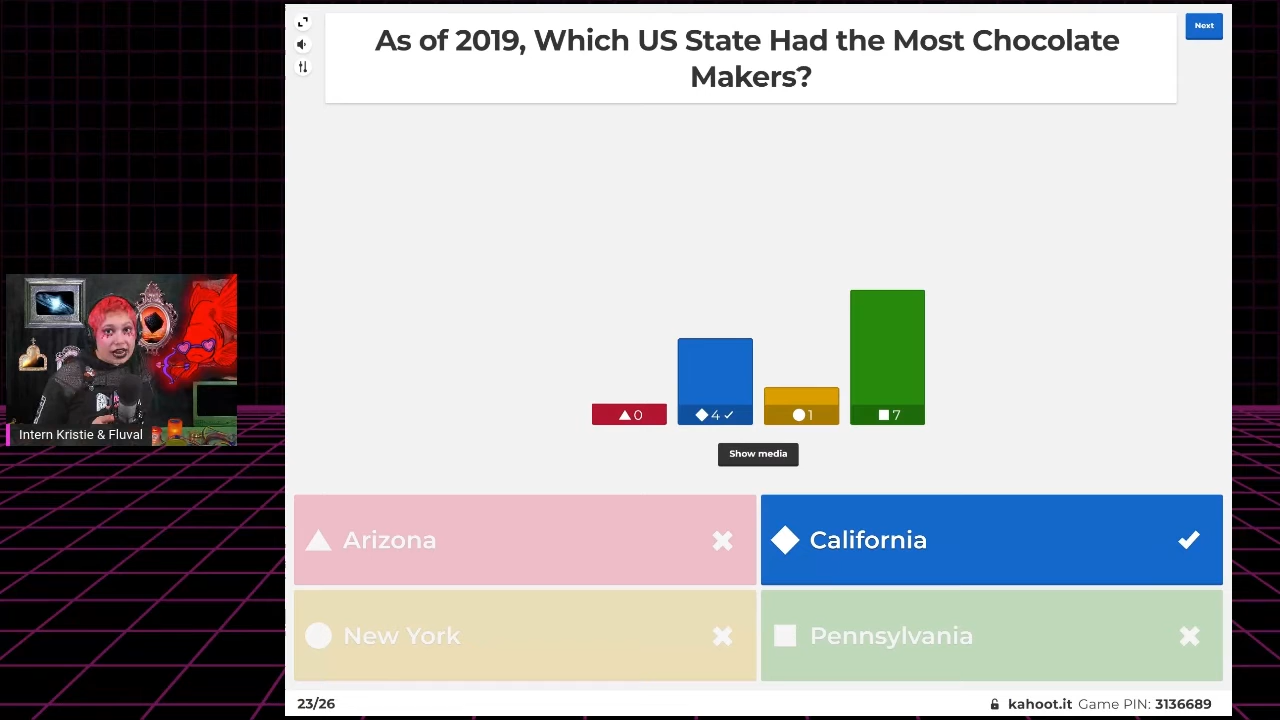 As of 2019, Which US State Had the Most Chocolate
Makers?
Next
0
4
1
7
Show media
Intern Kristie & Fluval
Arizona
California
New York
Pennsylvania
23/26
kahoot.it Game PIN: 3136689